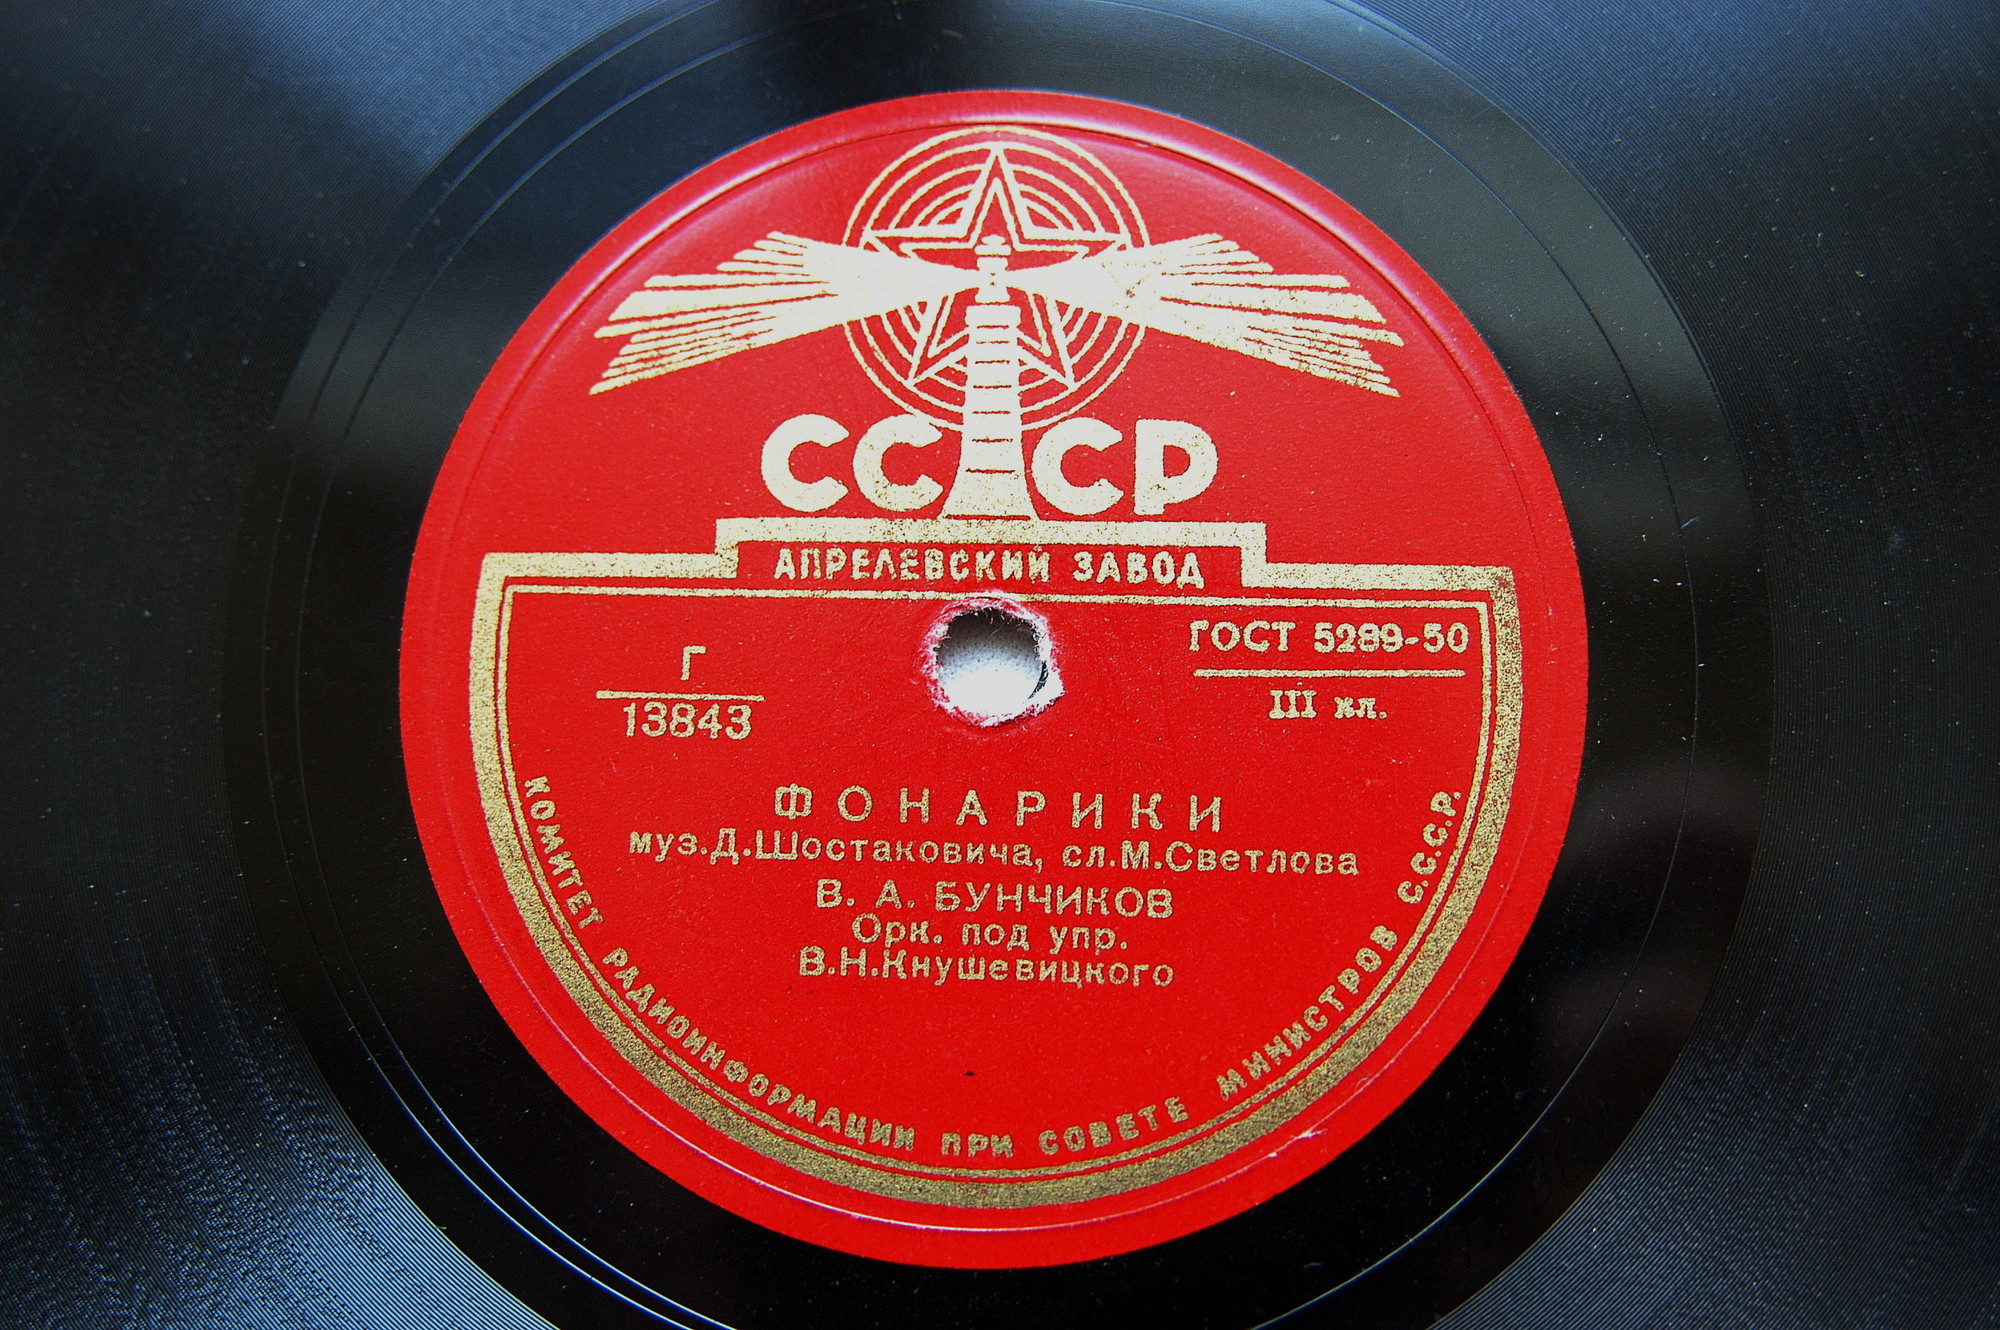 СССР
АПРЕЛЕВСКИЙ ЗАВОД
ГОСТ 5289-50
III кл.
Г
13843
ФОНАРИКИ
муз.Д.Шостаковича, сл.М.Светлова
В. А. БУНЧИКОВ
Орк. под упр.
В.Н.Кнушевицкого
КОМИТЕТ РАДИОИНФОРМАЦИИ ПРИ СОВЕТЕ МИНИСТРОВ С.С.С.Р.